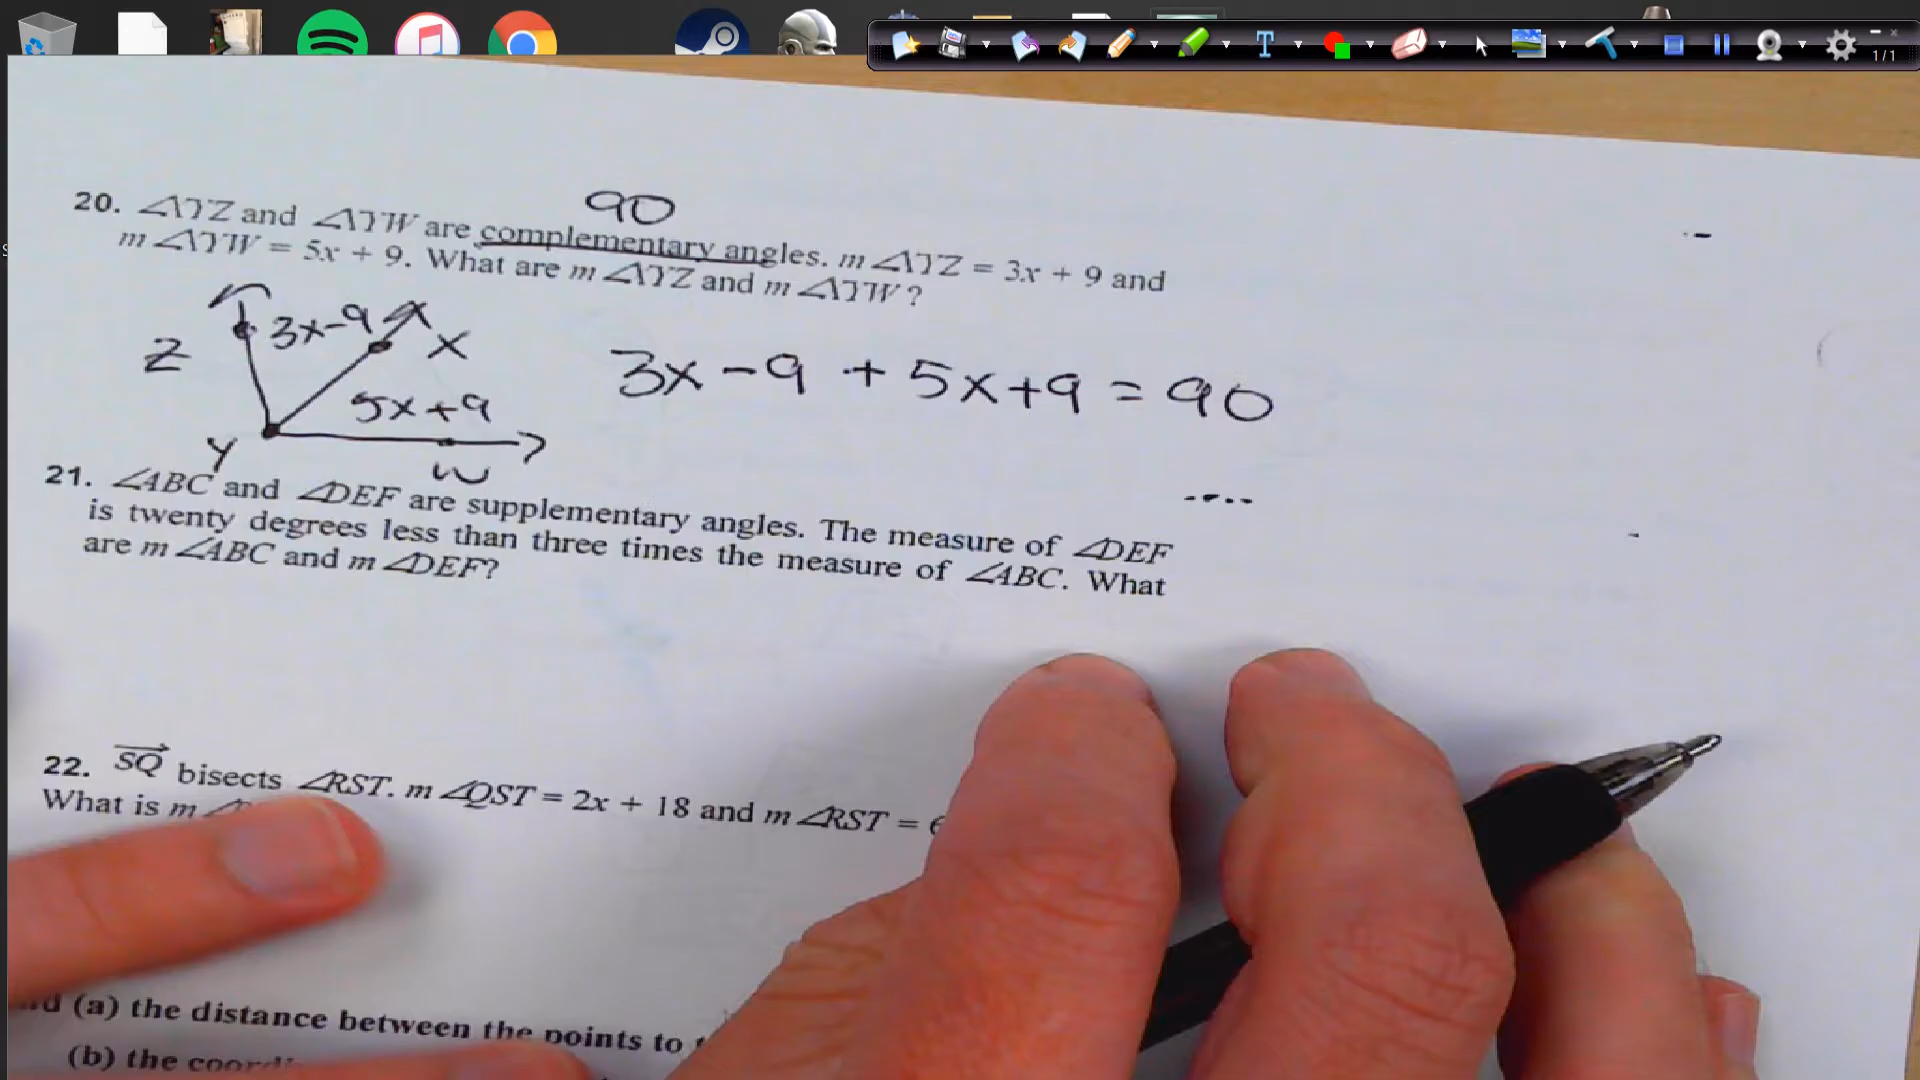 90
20. ∠XYZ and ∠XYW are complementary angles. m∠XYZ = 3x + 9 and
m∠XYW = 5x + 9. What are m∠XYZ and m∠XYW?
3x-9
Z
X
5x+9
Y
W
3x - 9 + 5x+9 = 90
21. ∠ABC and ∠DEF are supplementary angles. The measure of ∠DEF
is twenty degrees less than three times the measure of ∠ABC. What
are m∠ABC and m∠DEF?
22. SQ bisects ∠RST. m∠QST = 2x + 18 and m∠RST =
What is m
(a) the distance between the points to
(b) the
1/1